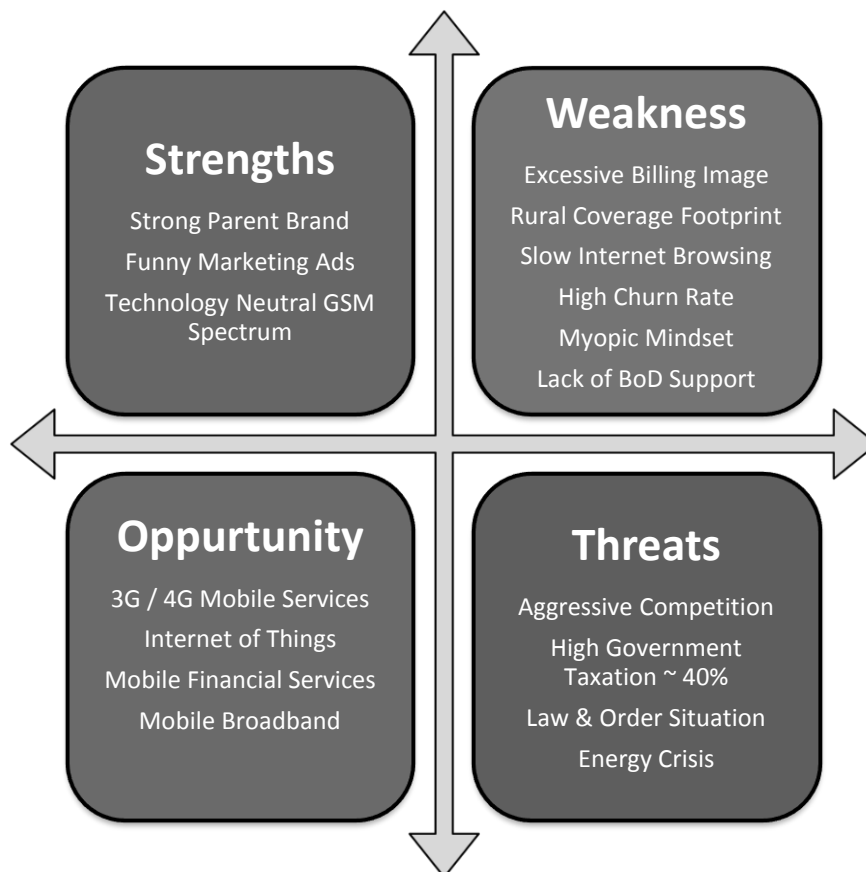 Strengths
Strong Parent Brand
Funny Marketing Ads
Technology Neutral GSM
Spectrum
Weakness
Excessive Billing Image
Rural Coverage Footprint
Slow Internet Browsing
High Churn Rate
Myopic Mindset
Lack of BoD Support
Oppurtunity
3G / 4G Mobile Services
Internet of Things
Mobile Financial Services
Mobile Broadband
Threats
Aggressive Competition
High Government
Taxation ~ 40%
Law & Order Situation
Energy Crisis